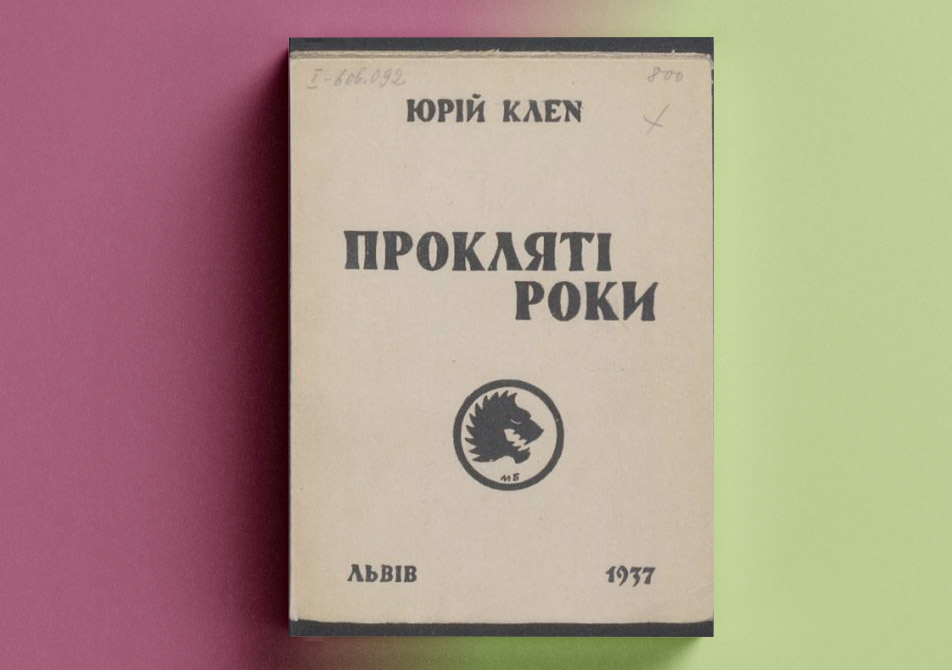 I-606.092
800
ЮРІЙ КЛЕН
ПРОКЛЯТІ
РОКИ
МБ
ЛЬВІВ
1937